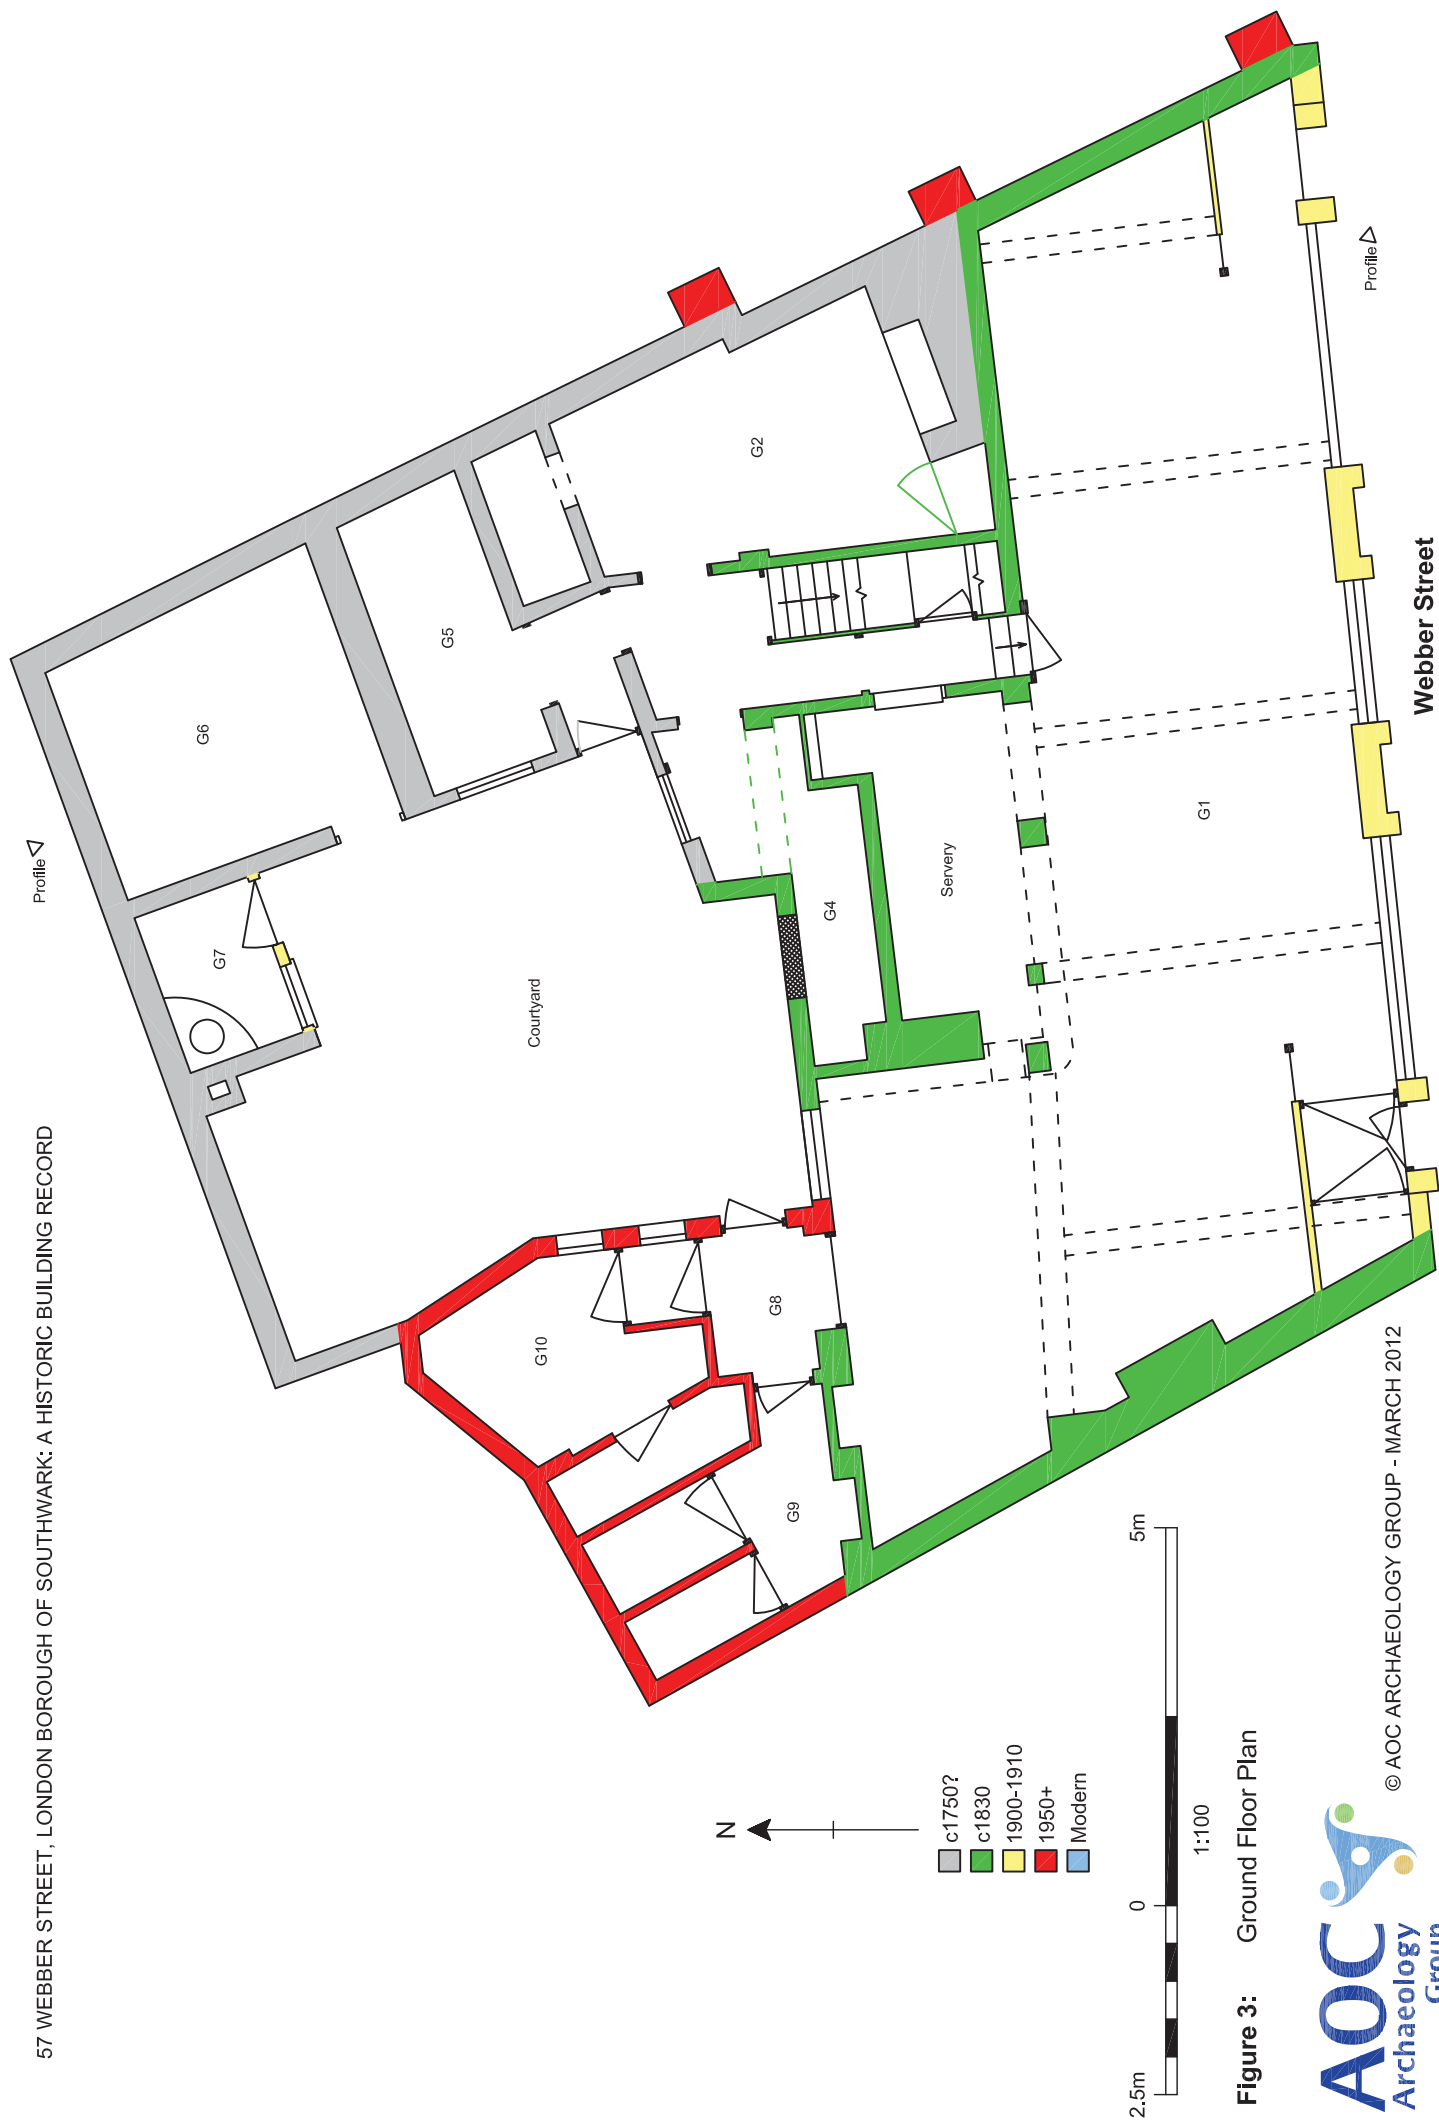 57 WEBBER STREET, LONDON BOROUGH OF SOUTHWARK: A HISTORIC BUILDING RECORD
Profile
G6
G7
G5
G2
Courtyard
G10
G8
G4
Servery
G9
G1
Profile
Webber Street
N
c1750?
c1830
1900-1910
1950+
Modern
2.5m
0
5m
1:100
Figure 3: Ground Floor Plan
AOC
Archaeology
Group
© AOC ARCHAEOLOGY GROUP - MARCH 2012